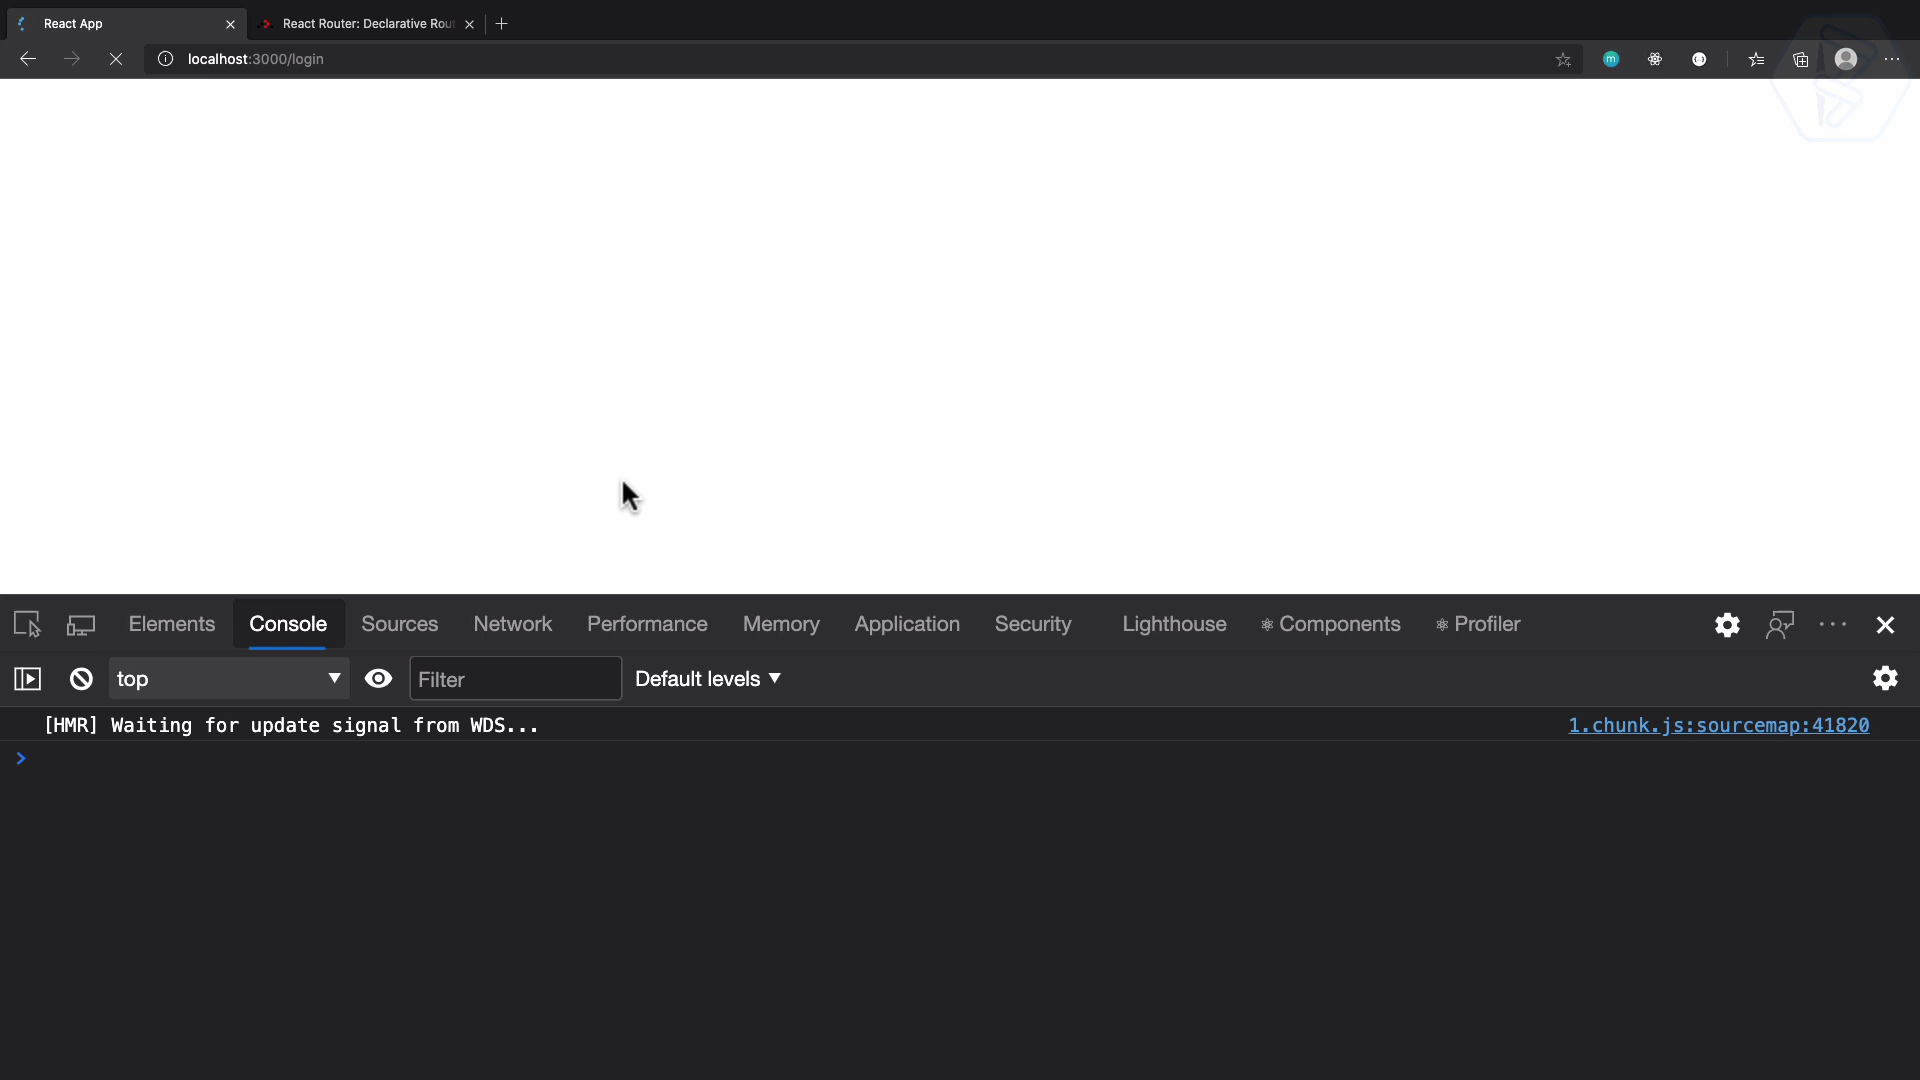 React App
React Router: Declarative Rout
localhost:3000/login
m
Elements
Console
Sources
Network
Performance
Memory
Application
Security
Lighthouse
Components
Profiler
top
Filter
Default levels
[HMR] Waiting for update signal from WDS...
1.chunk.js:sourcemap:41820